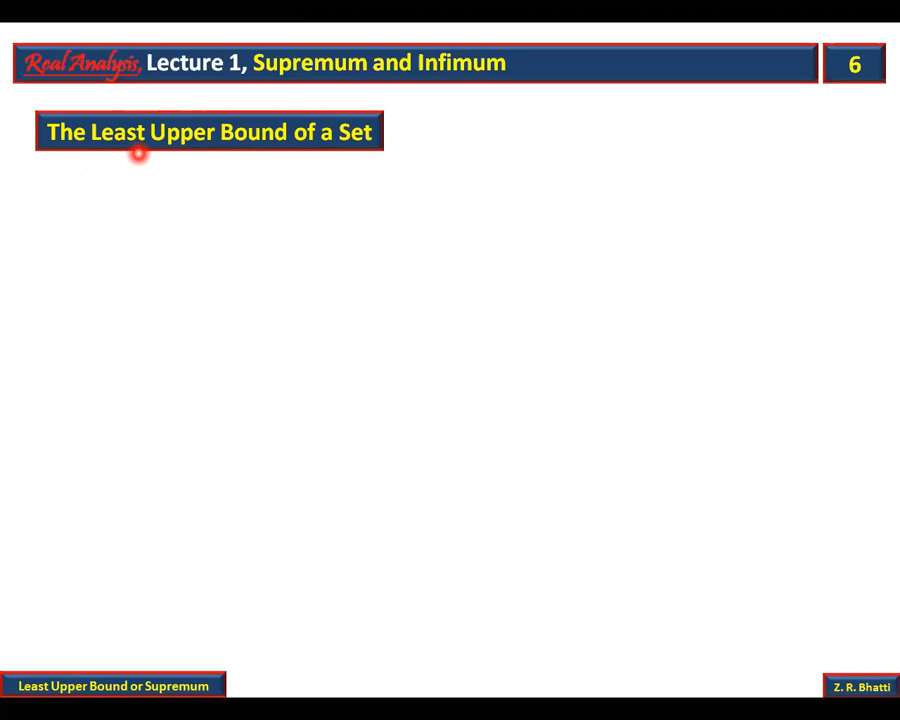 Real Analysis, Lecture 1, Supremum and Infimum
6
The Least Upper Bound of a Set
Least Upper Bound or Supremum
Z. R. Bhatti